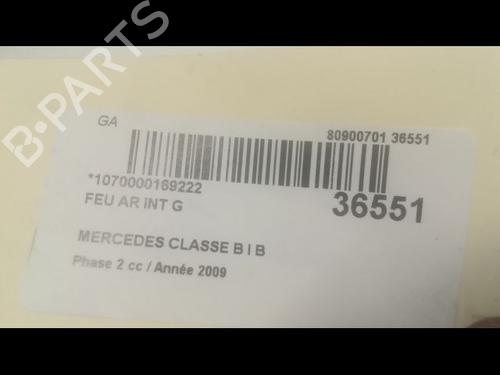 B-PARTS
GA
80900701 36551
*1070000169222
36551
FEU AR INT G
MERCEDES CLASSE B I B
Phase 2 cc / Année 2009